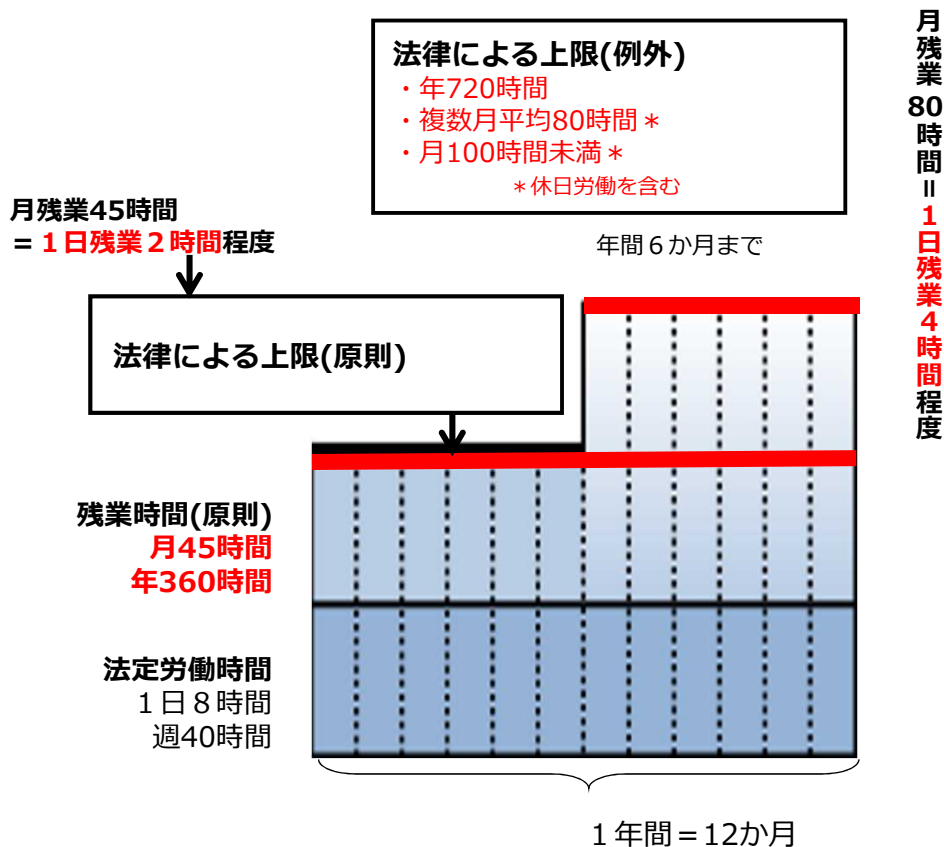 法律による上限(例外)
・年720時間
・複数月平均80時間＊
・月100時間未満＊
＊休日労働を含む
月残業80時間＝1日残業4時間程度
月残業45時間
=１日残業２時間程度
年間６か月まで
法律による上限(原則)
残業時間(原則)
月45時間
年360時間
法定労働時間
１日８時間
週40時間
１年間＝12か月